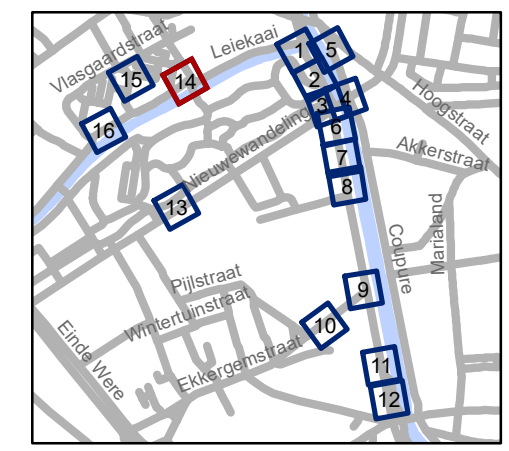 Vlasgaardstraat
Leiekaai
1
5
15
14
2
3
4
Hoogstraat
16
Nieuwewandeling
6
Akkerstraat
7
8
13
Marialand
Coupure
Pijlstraat
9
Wintertuinstraat
10
Einde Were
Ekkergemstraat
11
12